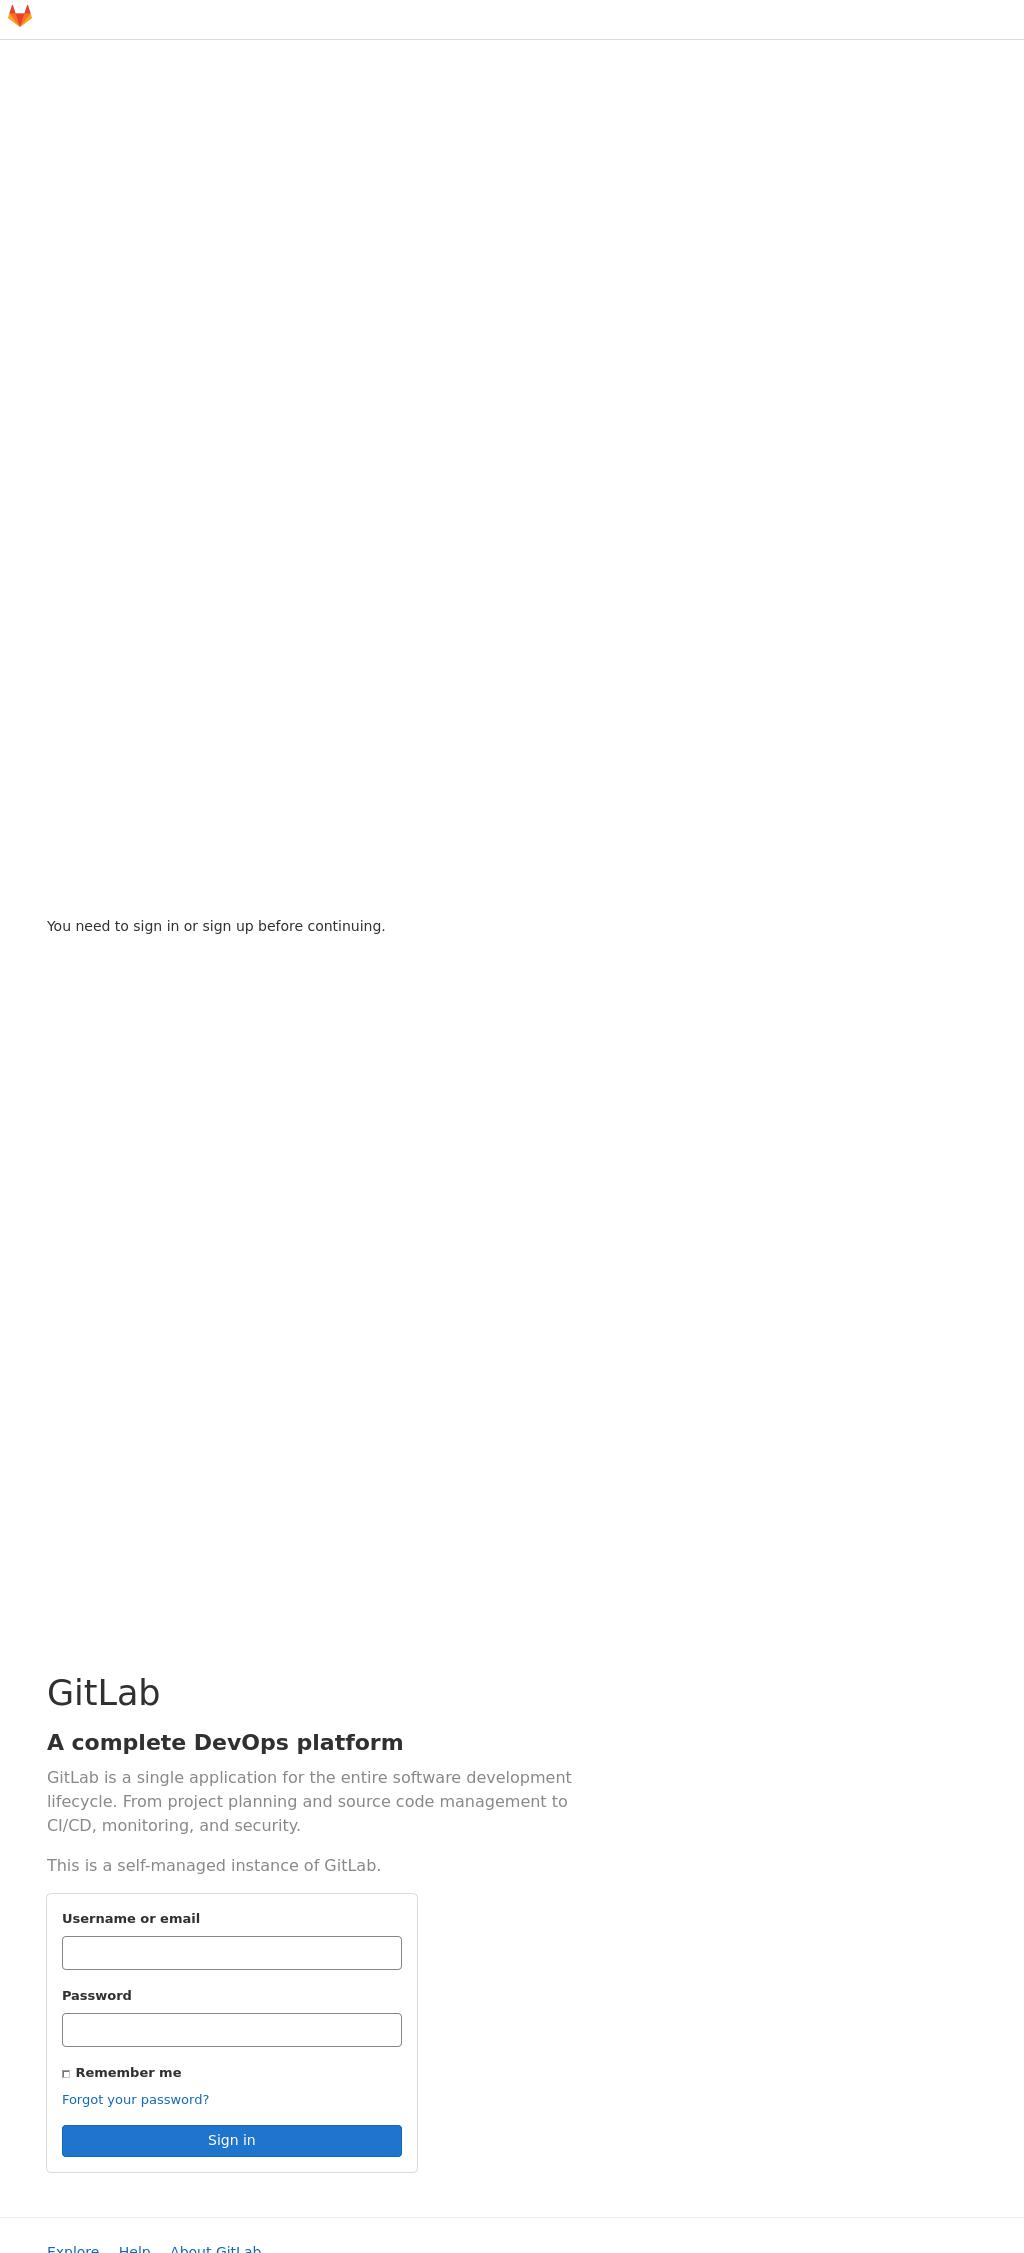 You need to sign in or sign up before continuing.
GitLab
A complete DevOps platform
GitLab is a single application for the entire software development
lifecycle. From project planning and source code management to
CI/CD, monitoring, and security.
This is a self-managed instance of GitLab.
Username or email
Password
Remember me
Forgot your password?
Sign in
Explore Help About GitLab